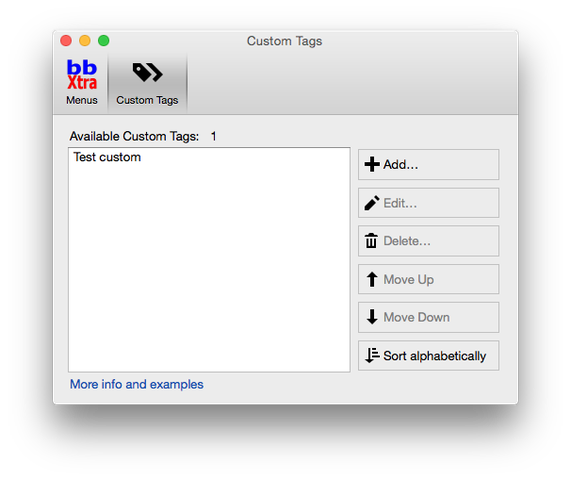 Custom Tags
bb
Xtra
Menus
Custom Tags
Available Custom Tags: 1
Test custom
Add...
Edit...
Delete...
Move Up
Move Down
Sort alphabetically
More info and examples